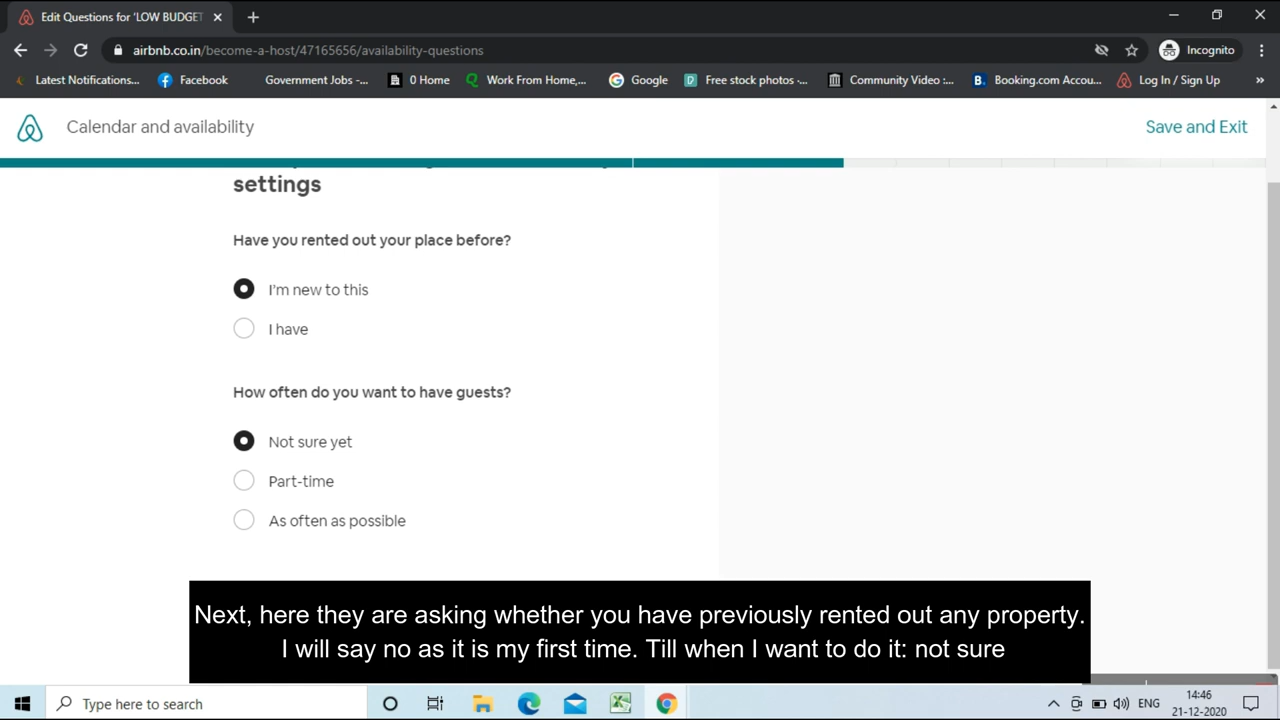 Edit Questions for 'LOW BUDGET
airbnb.co.in/become-a-host/47165656/availability-questions
Incognito
Latest Notifications...
Facebook
Government Jobs -...
0 Home
Work From Home,...
Google
Free stock photos -...
Community Video :...
B. Booking.com Accou...
Log In / Sign Up
»
Calendar and availability
Save and Exit
settings
Have you rented out your place before?
I'm new to this
I have
How often do you want to have guests?
Not sure yet
Part-time
As often as possible
Next, here they are asking whether you have previously rented out any property.
I will say no as it is my first time. Till when I want to do it: not sure
Type here to search
ENG
14:46
21-12-2020